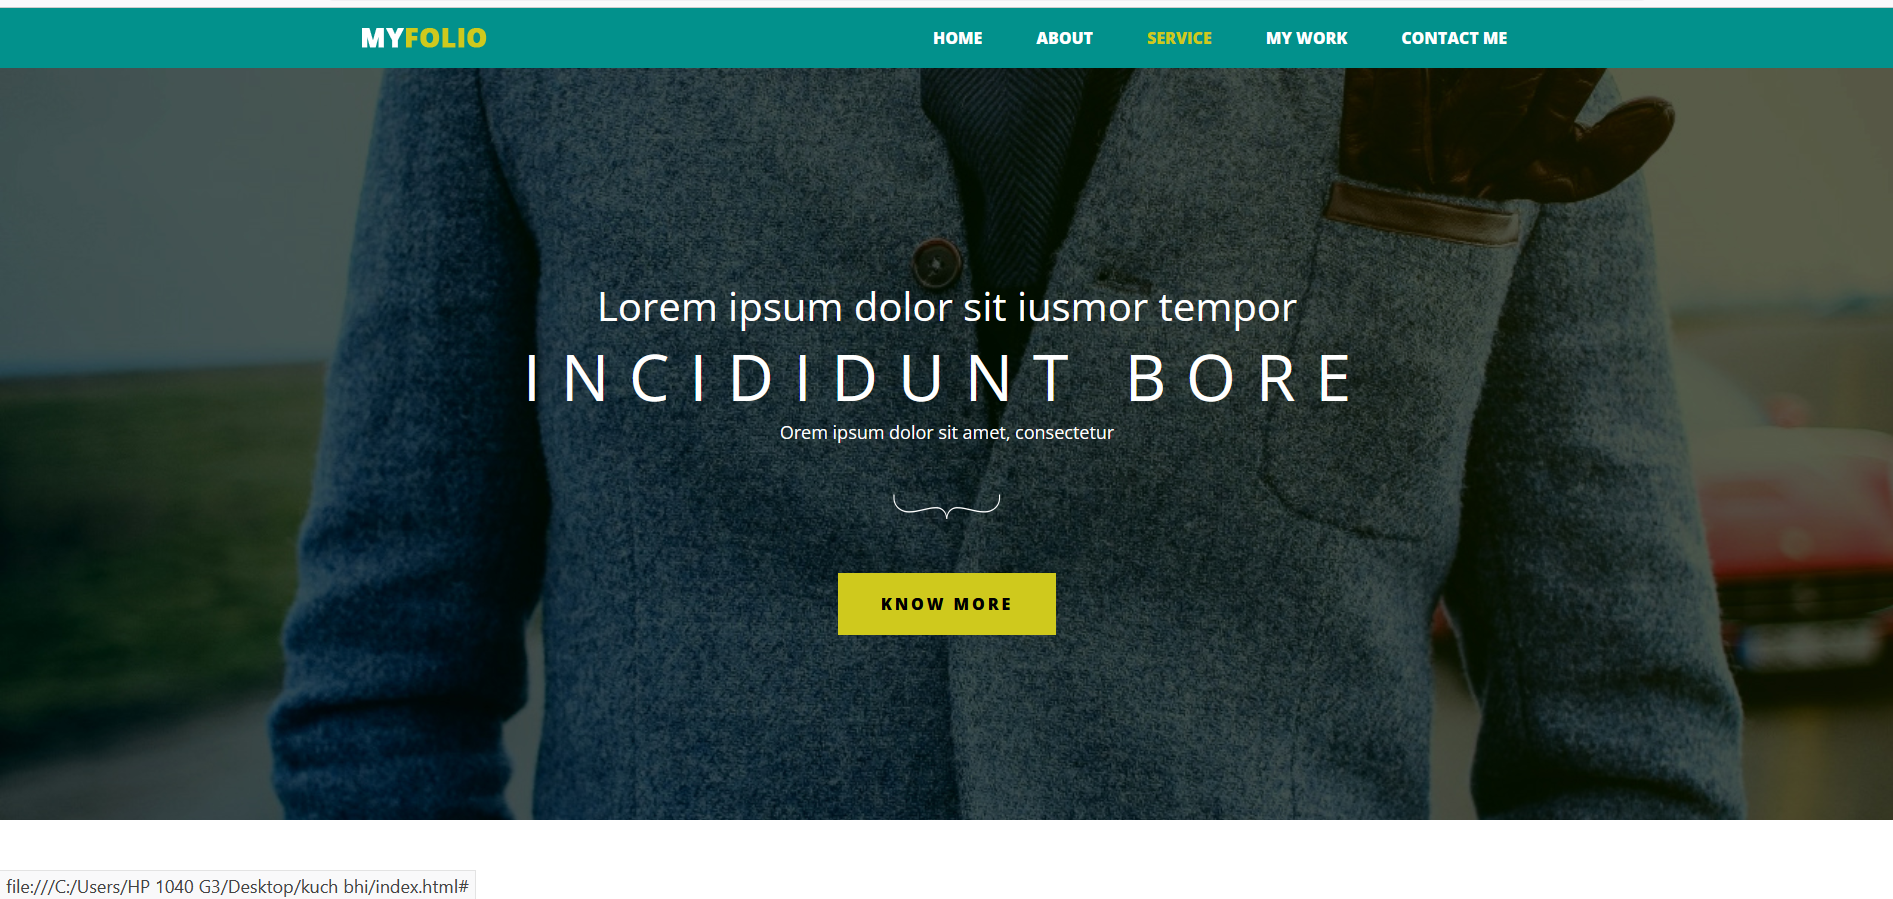 MYFOLIO HOME ABOUT SERVICE MY WORK CONTACT ME
Lorem ipsum dolor sit iusmor tempor
INCIDIDUNT BORE
Orem ipsum dolor sit amet, consectetur
KNOW MORE
file:///C:/Users/HP 1040 G3/Desktop/kuch bhi/index.html#